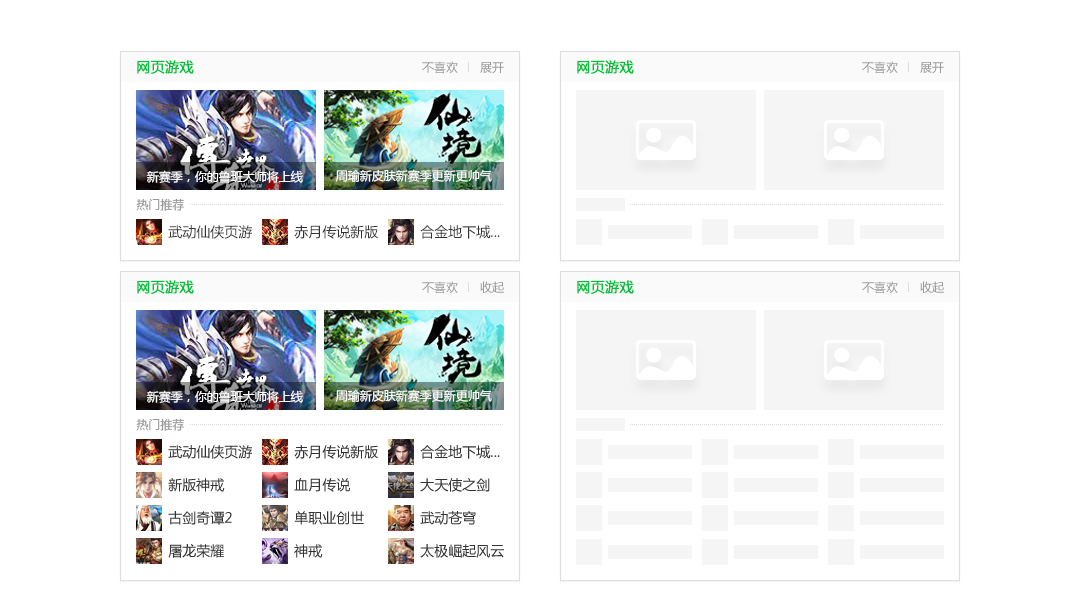 网页游戏 不喜欢 展开
新赛季，你的鲁班大师将上线 仙境 周瑜新皮肤新赛季更新更帅气
热门推荐
武动仙侠页游 赤月传说新版 合金地下城...
网页游戏 不喜欢 展开
网页游戏 不喜欢 收起
新赛季，你的鲁班大师将上线 仙境 周瑜新皮肤新赛季更新更帅气
热门推荐
武动仙侠页游 赤月传说新版 合金地下城...
新版神戒 血月传说 大天使之剑
古剑奇谭2 单职业创世 武动苍穹
屠龙荣耀 神戒 太极崛起风云
网页游戏 不喜欢 收起